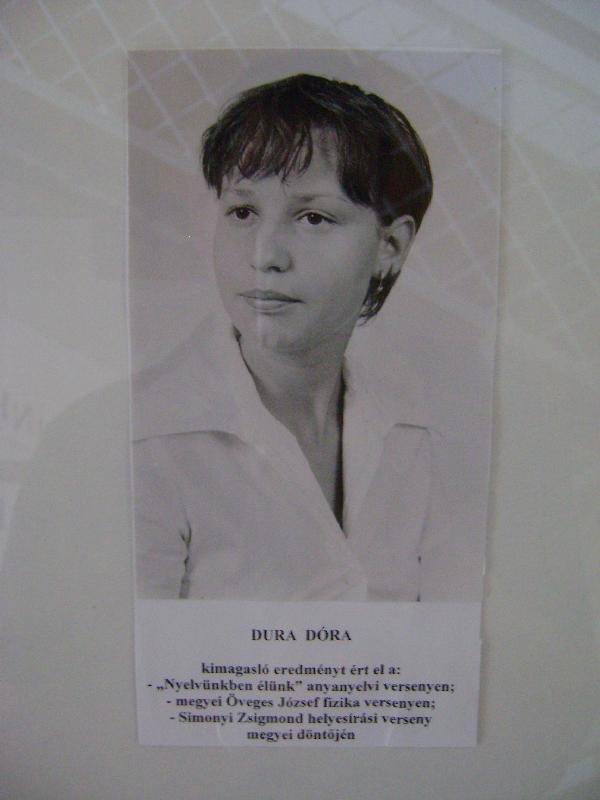 DURA DÓRA
kimagasló eredményt ért el a:
- „Nyelvünkben élünk” anyanyelvi versenyen;
- megyei Öveges József fizika versenyen;
- Simonyi Zsigmond helyesírási verseny
megyei döntőjén